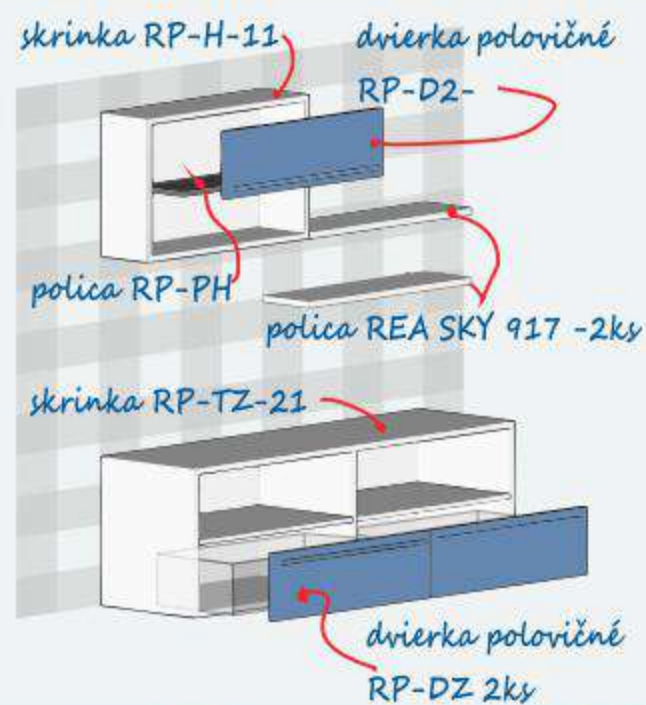 skrinka RP-H-11
dvierka polovičné
RP-D2-
polica RP-PH
polica REA SKY 917 -2ks
skrinka RP-TZ-21
dvierka polovičné
RP-DZ 2ks